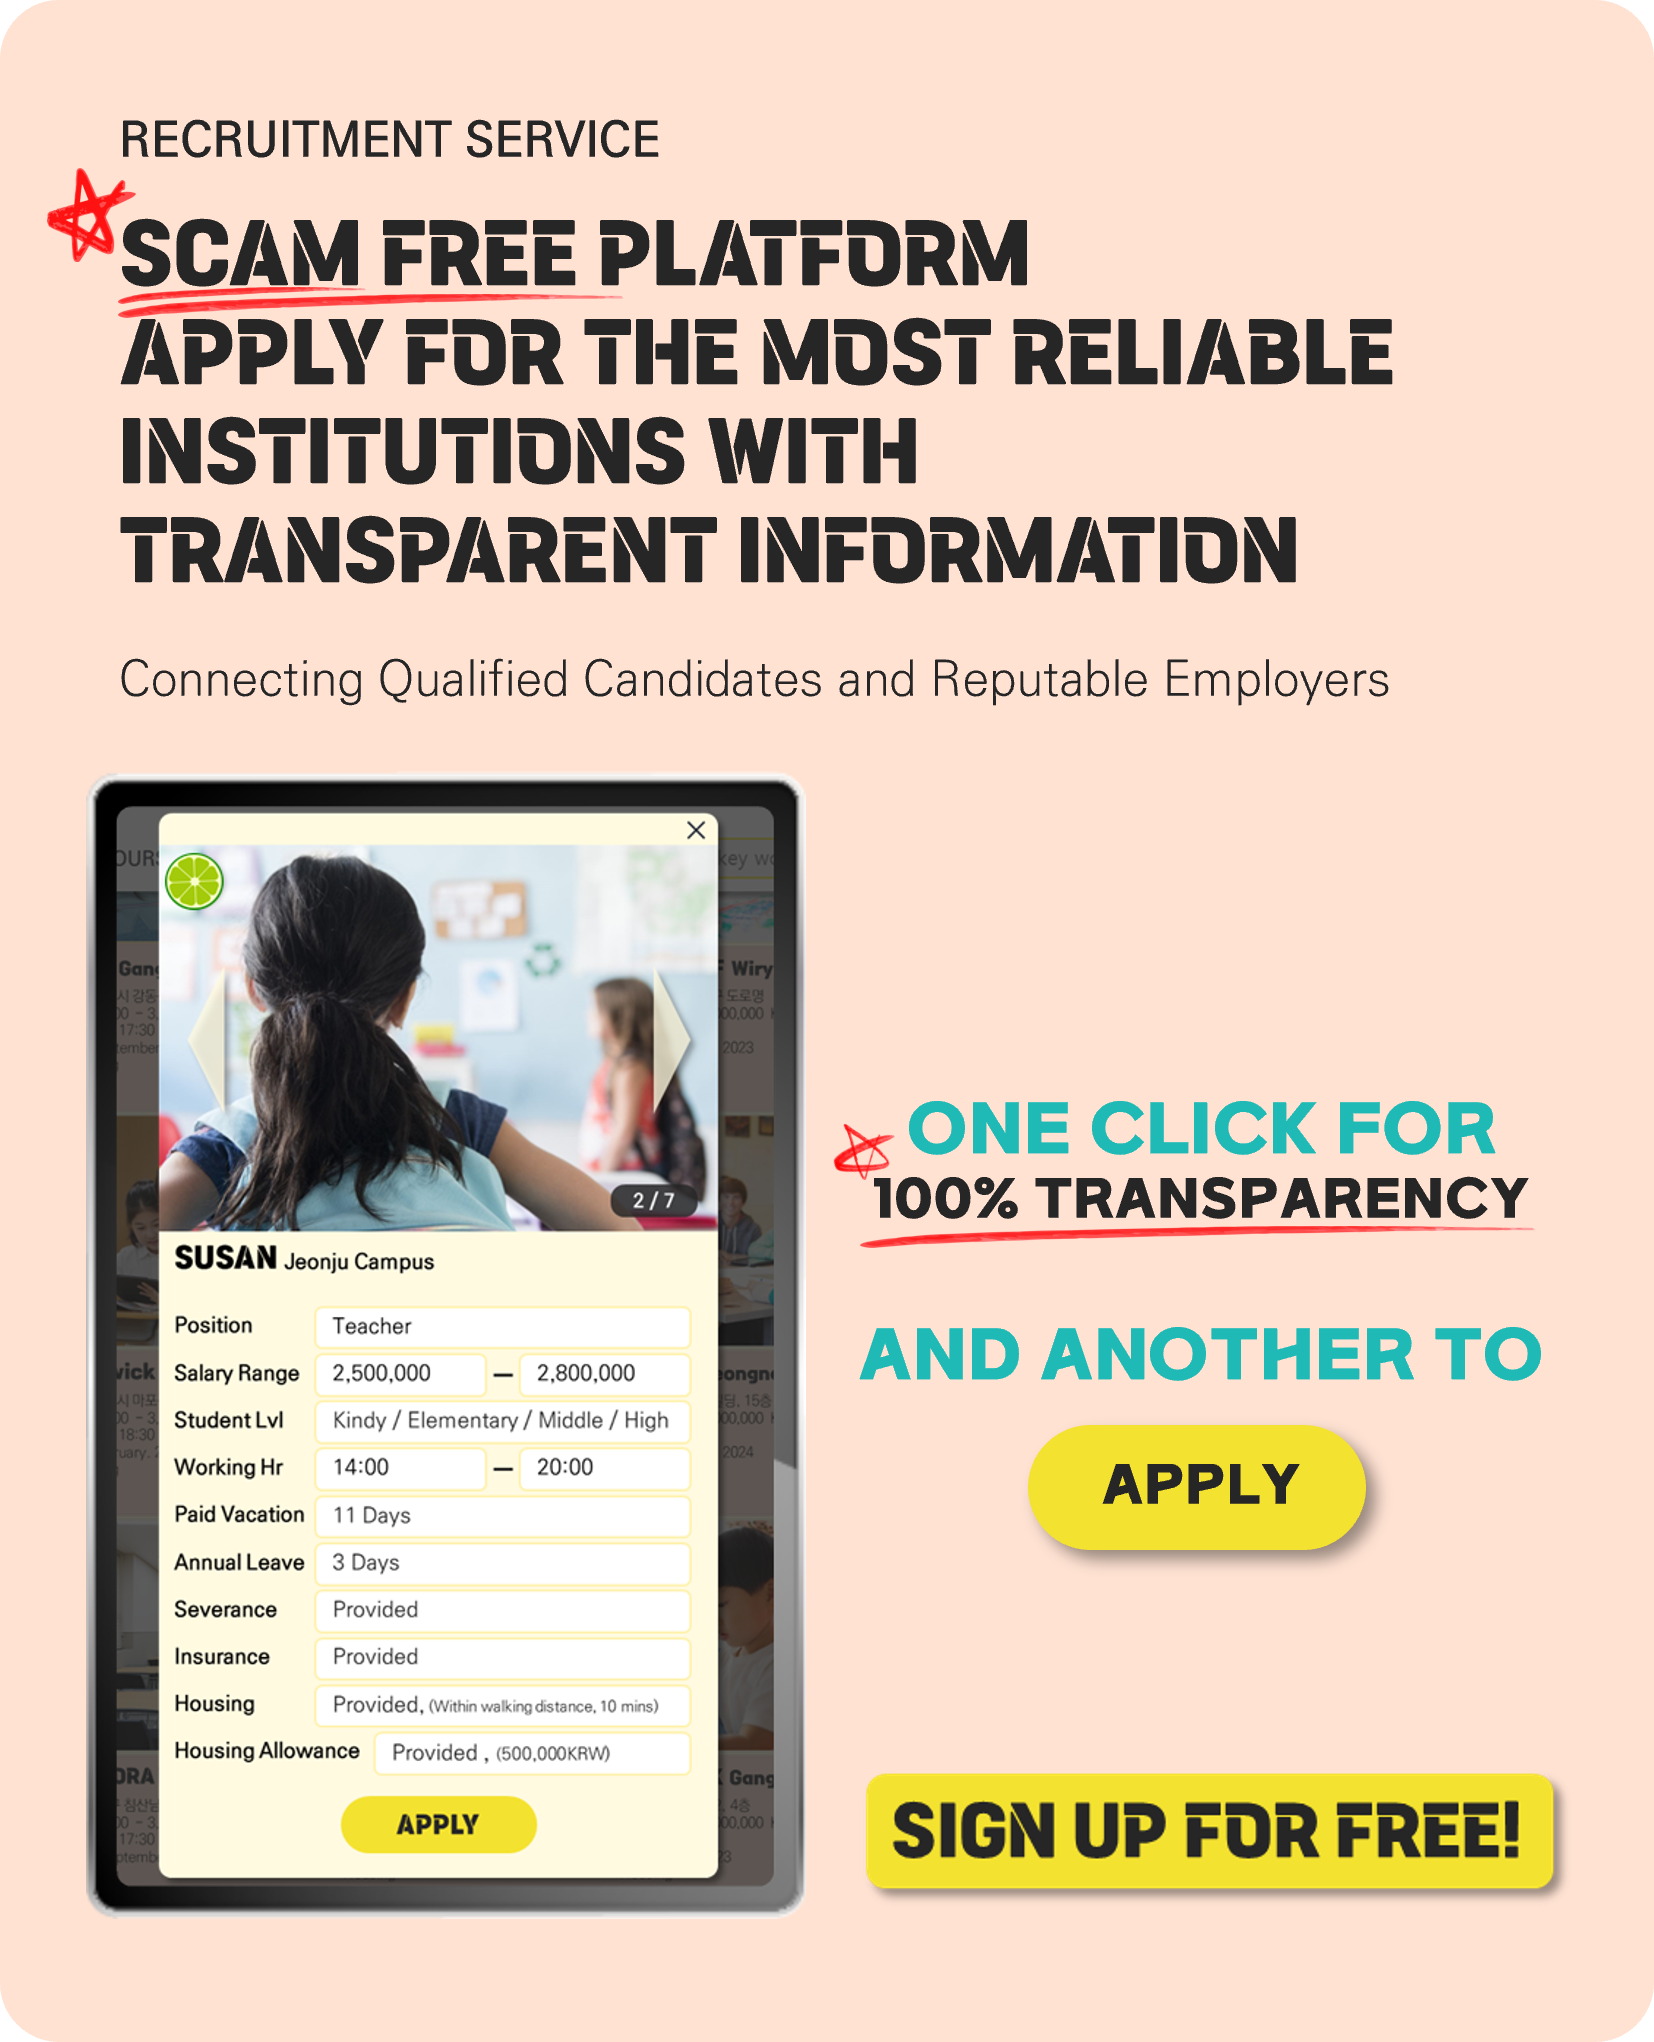 RECRUITMENT SERVICE
SCAM FREE PLATFORM
APPLY FOR THE MOST RELIABLE
INSTITUTIONS WITH
TRANSPARENT INFORMATION
Connecting Qualified Candidates and Reputable Employers
2 / 7
SUSAN Jeonju Campus
Position Teacher
Salary Range 2,500,000 — 2,800,000
Student Lvl Kindy / Elementary / Middle / High
Working Hr 14:00 — 20:00
Paid Vacation 11 Days
Annual Leave 3 Days
Severance Provided
Insurance Provided
Housing Provided, (Within walking distance, 10 mins)
Housing Allowance Provided , (500,000KRW)
APPLY
ONE CLICK FOR
100% TRANSPARENCY
AND ANOTHER TO
APPLY
SIGN UP FOR FREE!